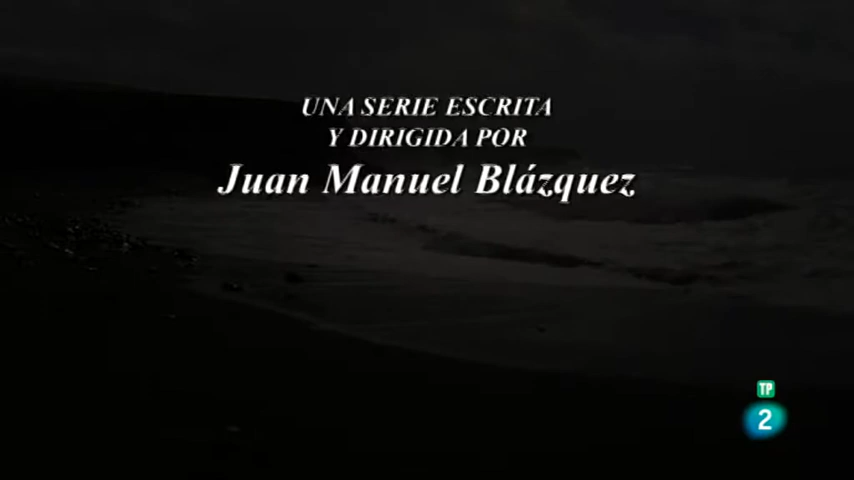 UNA SERIE ESCRITA
Y DIRIGIDA POR
Juan Manuel Blázquez
TP
2